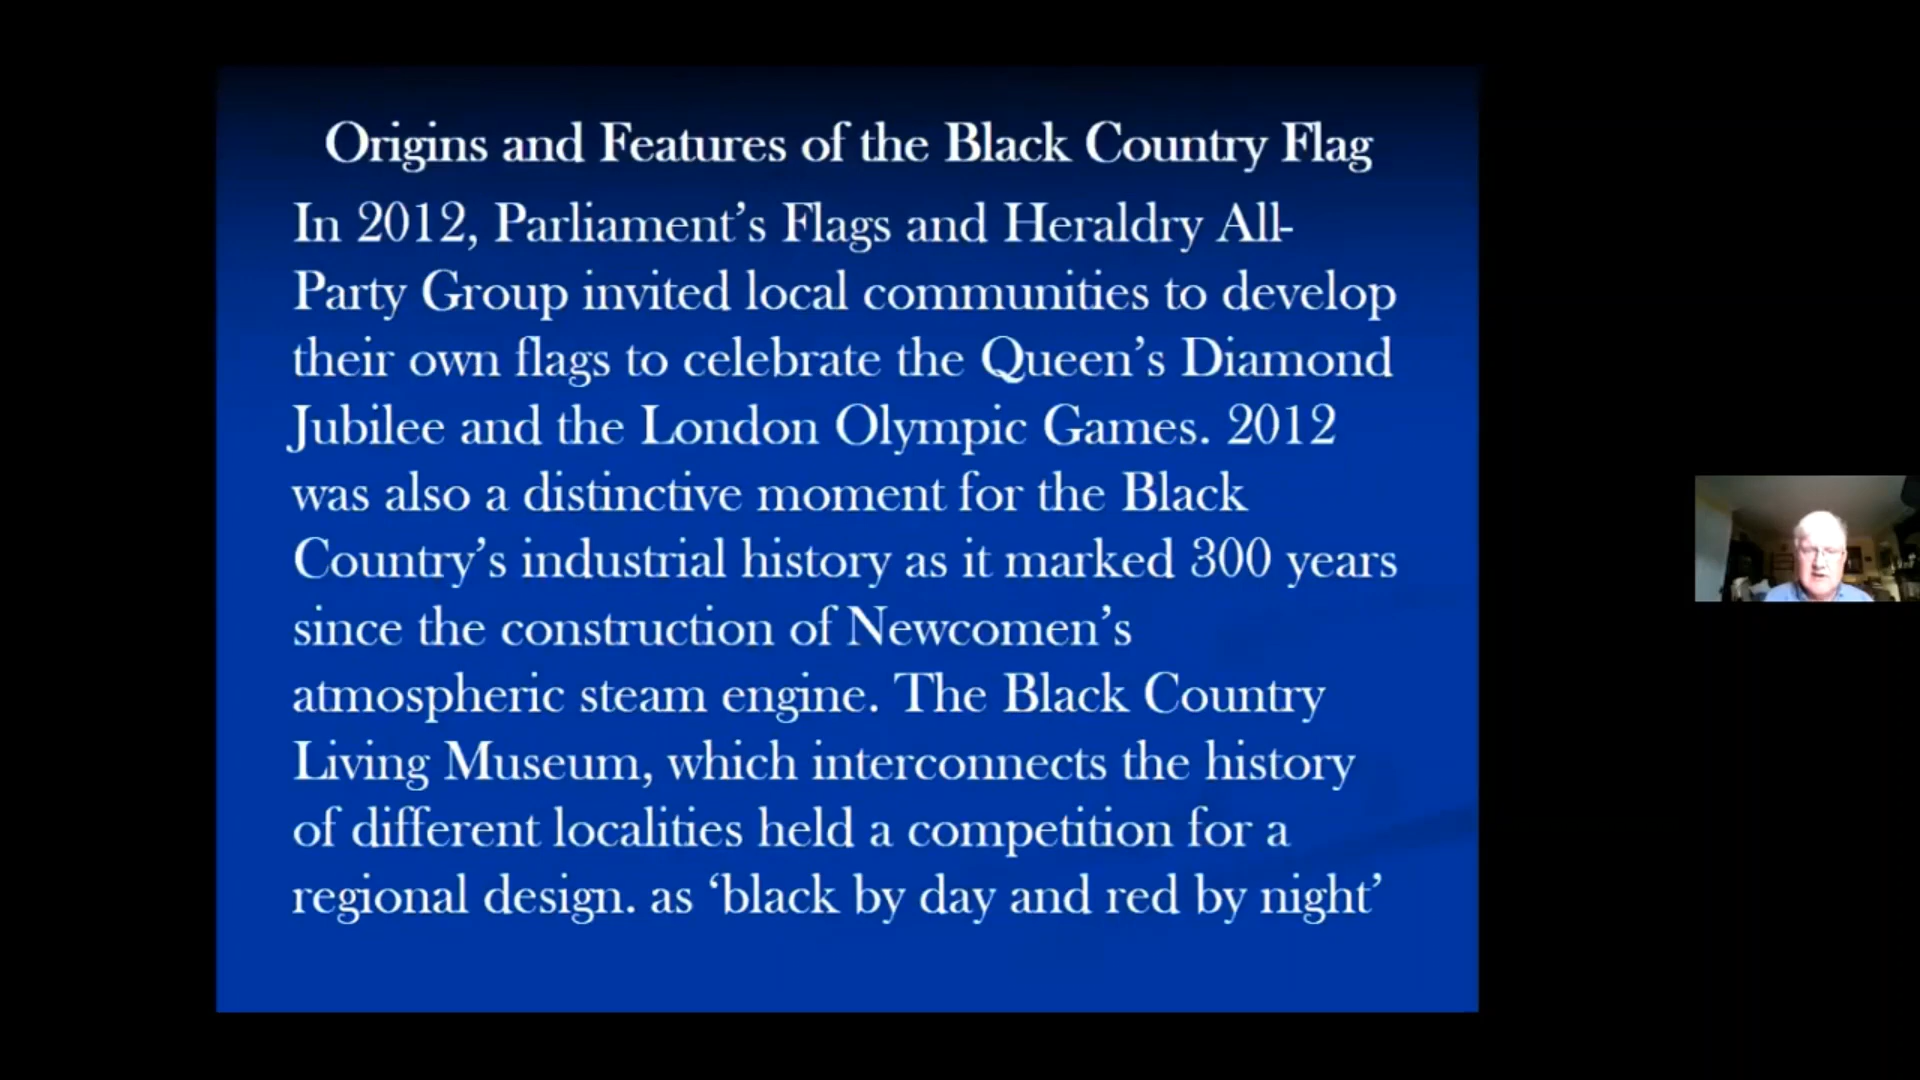 Origins and Features of the Black Country Flag
In 2012, Parliament’s Flags and Heraldry All-
Party Group invited local communities to develop
their own flags to celebrate the Queen’s Diamond
Jubilee and the London Olympic Games. 2012
was also a distinctive moment for the Black
Country’s industrial history as it marked 300 years
since the construction of Newcomen’s
atmospheric steam engine. The Black Country
Living Museum, which interconnects the history
of different localities held a competition for a
regional design. as ‘black by day and red by night’